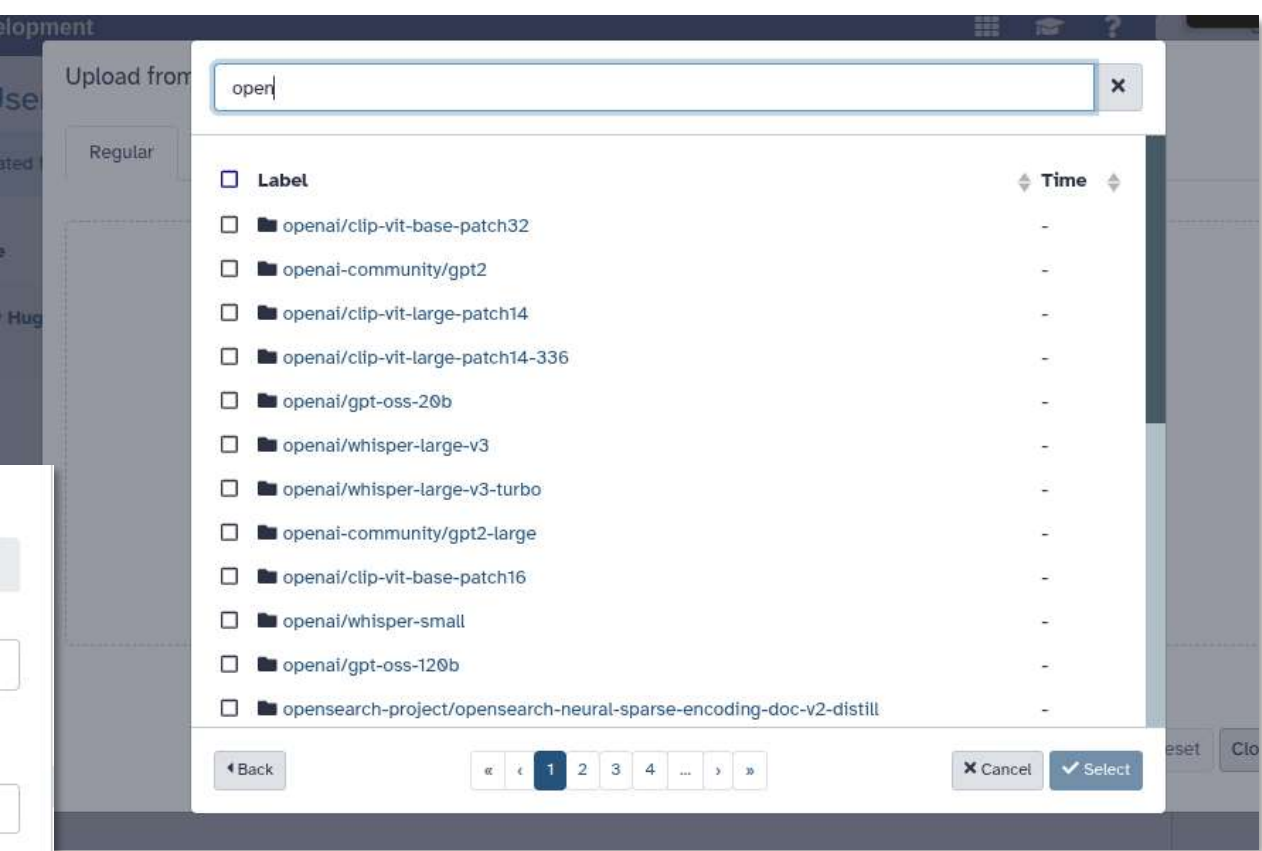 elopment
?
Upload from
Regular
Hug
open
Label Time
openai/clip-vit-base-patch32 -
openai-community/gpt2 -
openai/clip-vit-large-patch14 -
openai/clip-vit-large-patch14-336 -
openai/gpt-oss-20b -
openai/whisper-large-v3 -
openai/whisper-large-v3-turbo -
openai-community/gpt2-large -
openai/clip-vit-base-patch16 -
openai/whisper-small -
openai/gpt-oss-120b -
opensearch-project/opensearch-neural-sparse-encoding-doc-v2-distill -
Back « ‹ 1 2 3 4 ... › » Cancel Select
eset Clo